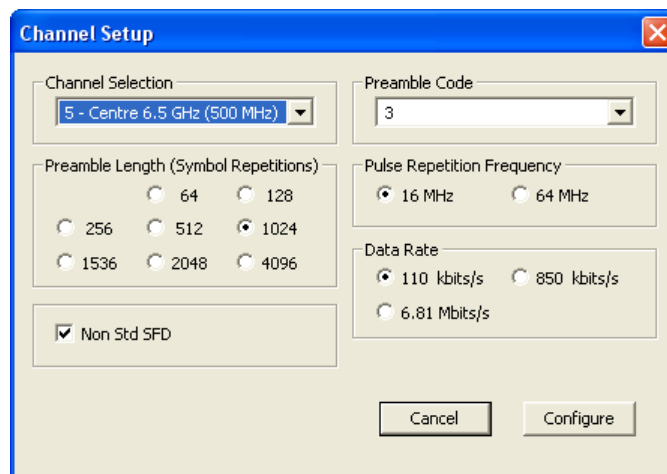 Channel Setup
Channel Selection
5 - Centre 6.5 GHz (500 MHz)
Preamble Code
3
Preamble Length (Symbol Repetitions)
64 128
256 512 1024
1536 2048 4096
Pulse Repetition Frequency
16 MHz 64 MHz
Data Rate
110 kbits/s 850 kbits/s
6.81 Mbits/s
Non Std SFD
Cancel Configure